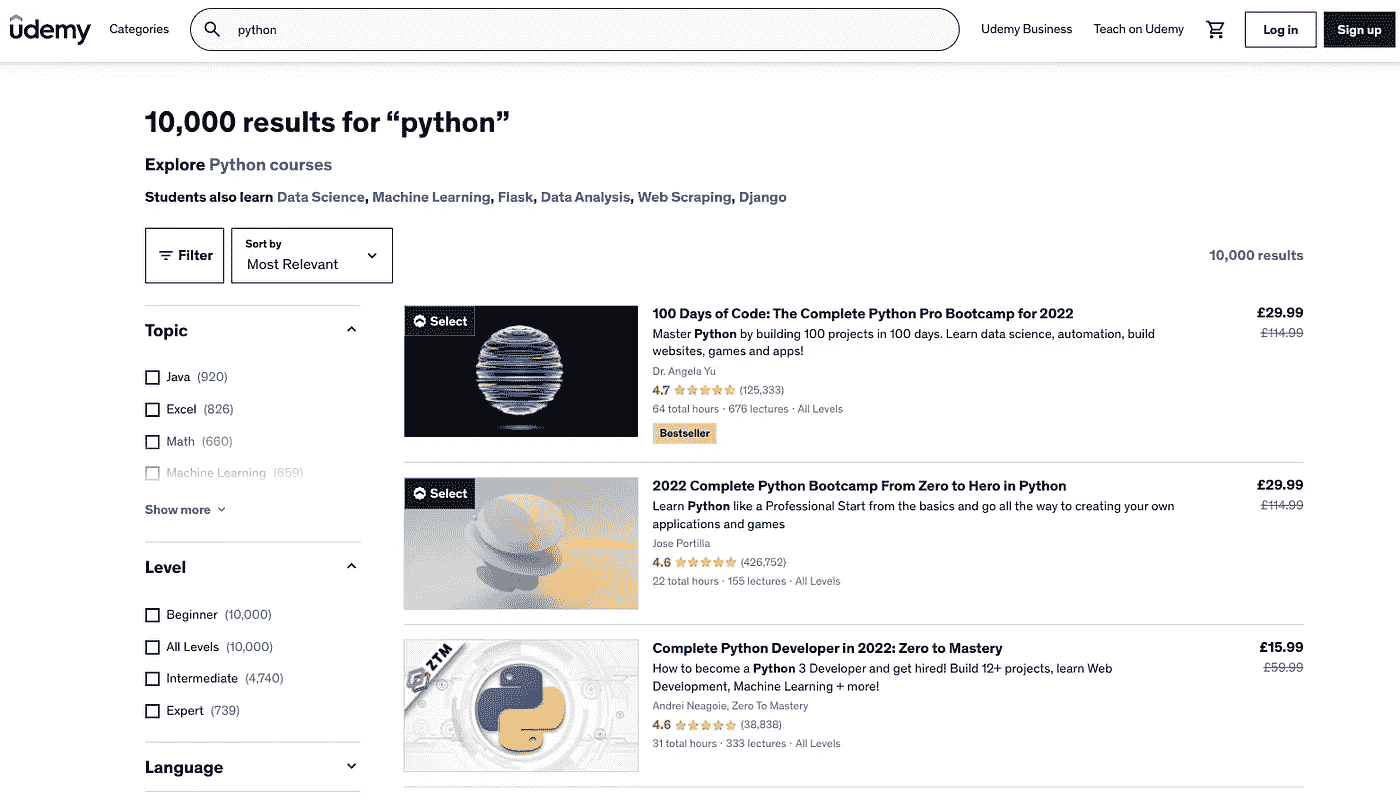 udemy Categories python Udemy Business Teach on Udemy Log in Sign up
10,000 results for “python”
Explore Python courses
Students also learn Data Science, Machine Learning, Flask, Data Analysis, Web Scraping, Django
Filter
Sort by
Most Relevant
10,000 results
Topic
Java (920)
Excel (826)
Math (660)
Machine Learning (659)
Show more
Level
Beginner (10,000)
All Levels (10,000)
Intermediate (4,740)
Expert (739)
Language
Select
100 Days of Code: The Complete Python Pro Bootcamp for 2022
£29.99
Master Python by building 100 projects in 100 days. Learn data science, automation, build
£114.99
websites, games and apps!
Dr. Angela Yu
4.7 (125,333)
64 total hours · 676 lectures · All Levels
Bestseller
Select
2022 Complete Python Bootcamp From Zero to Hero in Python
£29.99
Learn Python like a Professional Start from the basics and go all the way to creating your own
£114.99
applications and games
Jose Portilla
4.6 (426,752)
22 total hours · 155 lectures · All Levels
ZTM
Complete Python Developer in 2022: Zero to Mastery
£15.99
How to become a Python 3 Developer and get hired! Build 12+ projects, learn Web
£59.99
Development, Machine Learning + more!
Andrei Neagoie, Zero To Mastery
4.6 (38,838)
31 total hours · 333 lectures · All Levels